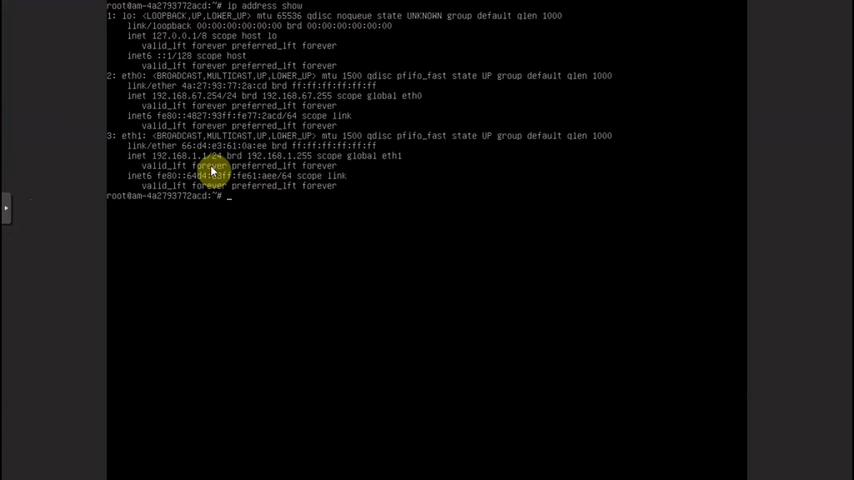 root@am-4a2793772acd:~# ip address show
1: lo: <LOOPBACK,UP,LOWER_UP> mtu 65536 qdisc noqueue state UNKNOWN group default qlen 1000
link/loopback 00:00:00:00:00:00 brd 00:00:00:00:00:00
inet 127.0.0.1/8 scope host lo
valid_lft forever preferred_lft forever
inet6 ::1/128 scope host
valid_lft forever preferred_lft forever
2: eth0: <BROADCAST,MULTICAST,UP,LOWER_UP> mtu 1500 qdisc pfifo_fast state UP group default qlen 1000
link/ether 4a:27:93:77:2a:cd brd ff:ff:ff:ff:ff:ff
inet 192.168.67.254/24 brd 192.168.67.255 scope global eth0
valid_lft forever preferred_lft forever
inet6 fe80::4827:93ff:fe77:2acd/64 scope link
valid_lft forever preferred_lft forever
3: eth1: <BROADCAST,MULTICAST,UP,LOWER_UP> mtu 1500 qdisc pfifo_fast state UP group default qlen 1000
link/ether 66:d4:e3:61:0a:ee brd ff:ff:ff:ff:ff:ff
inet 192.168.1.1/24 brd 192.168.1.255 scope global eth1
valid_lft forever preferred_lft forever
inet6 fe80::64d4:e3ff:fe61:aee/64 scope link
valid_lft forever preferred_lft forever
root@am-4a2793772acd:~# _